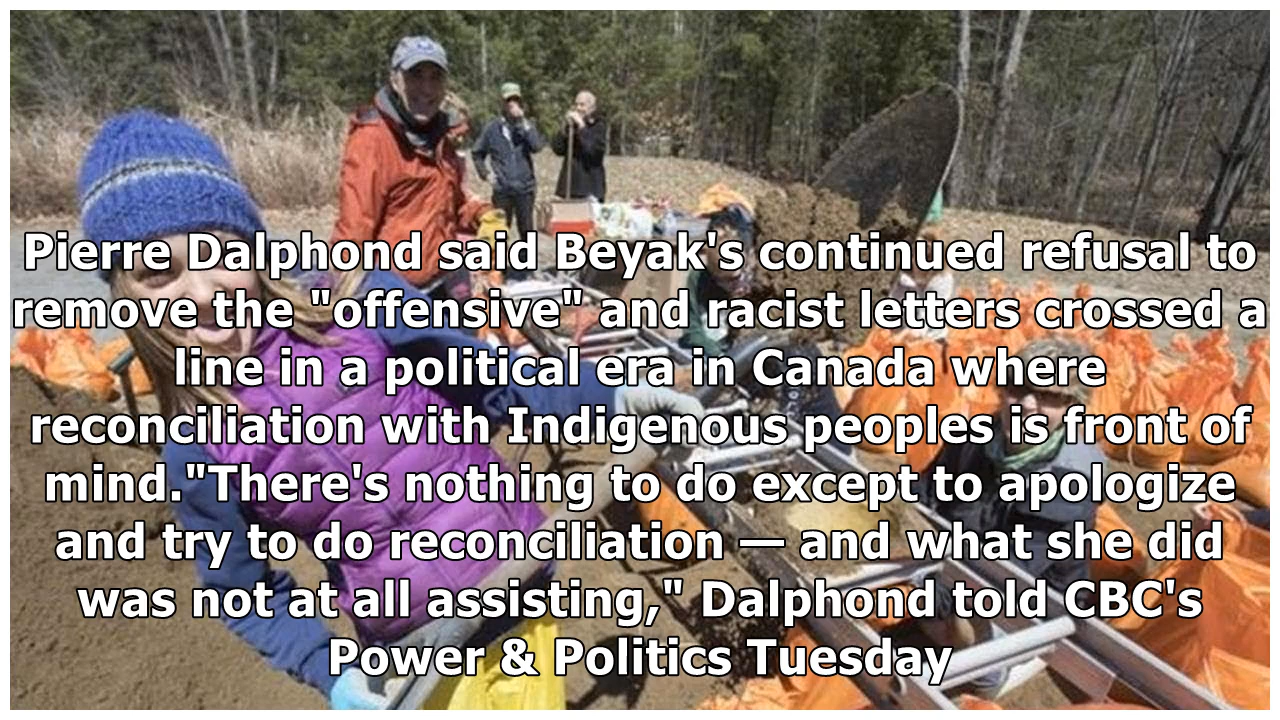 Pierre Dalphond said Beyak's continued refusal to
remove the "offensive" and racist letters crossed a
line in a political era in Canada where
reconciliation with Indigenous peoples is front of
mind."There's nothing to do except to apologize
and try to do reconciliation — and what she did
was not at all assisting," Dalphond told CBC's
Power & Politics Tuesday